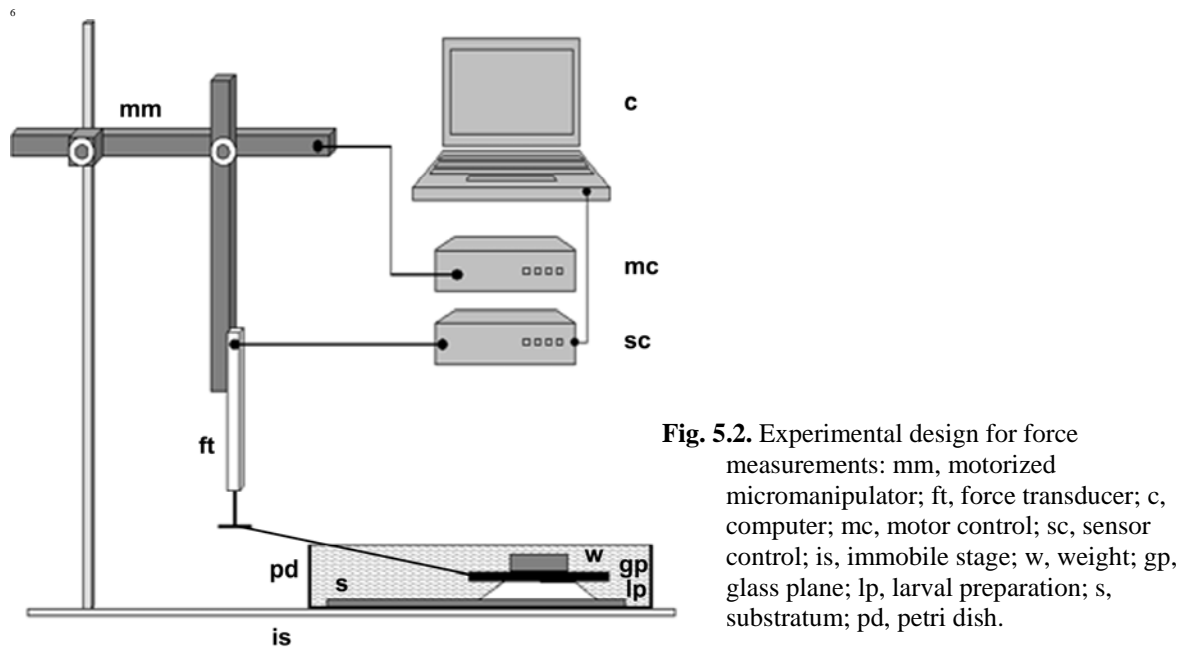 6
mm
c
mc
sc
ft
pd
s
w
gp
lp
is
Fig. 5.2. Experimental design for force
measurements: mm, motorized
micromanipulator; ft, force transducer; c,
computer; mc, motor control; sc, sensor
control; is, immobile stage; w, weight; gp,
glass plane; lp, larval preparation; s,
substratum; pd, petri dish.